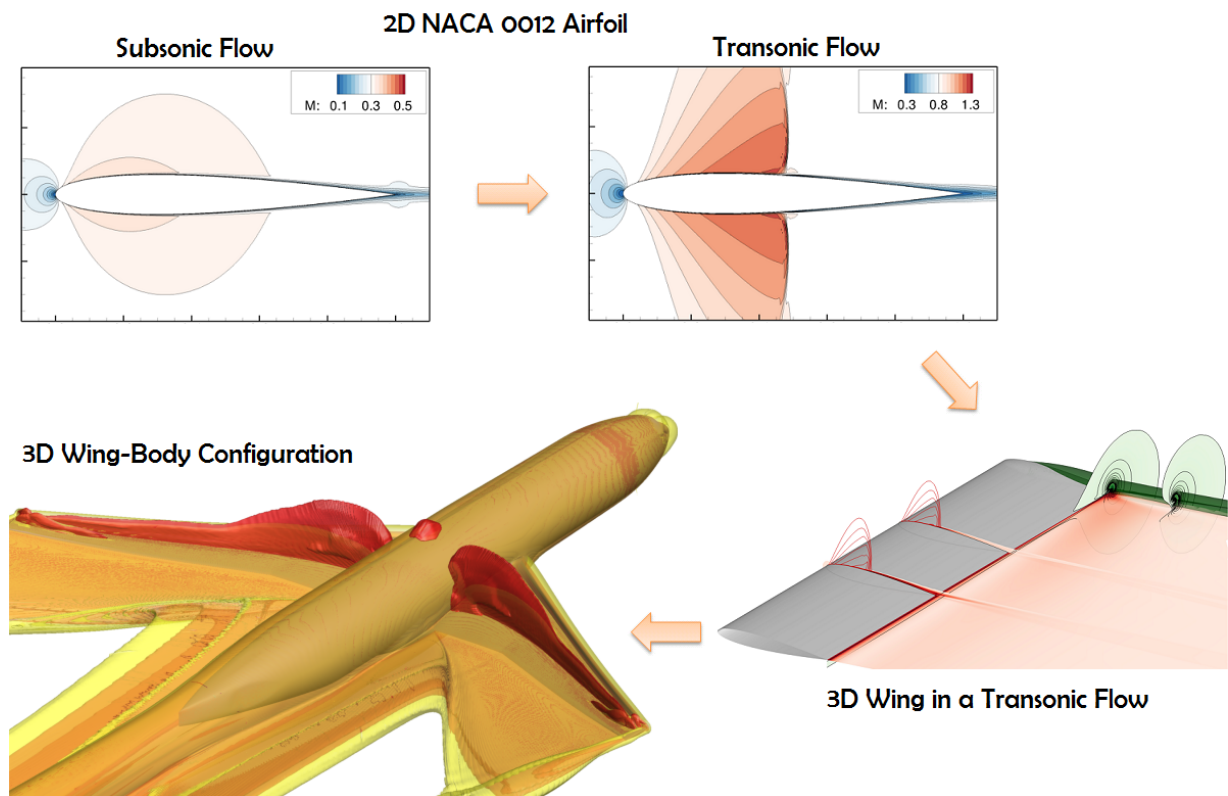 2D NACA 0012 Airfoil
Subsonic Flow
Transonic Flow
M: 0.1 0.3 0.5
M: 0.3 0.8 1.3
3D Wing-Body Configuration
3D Wing in a Transonic Flow